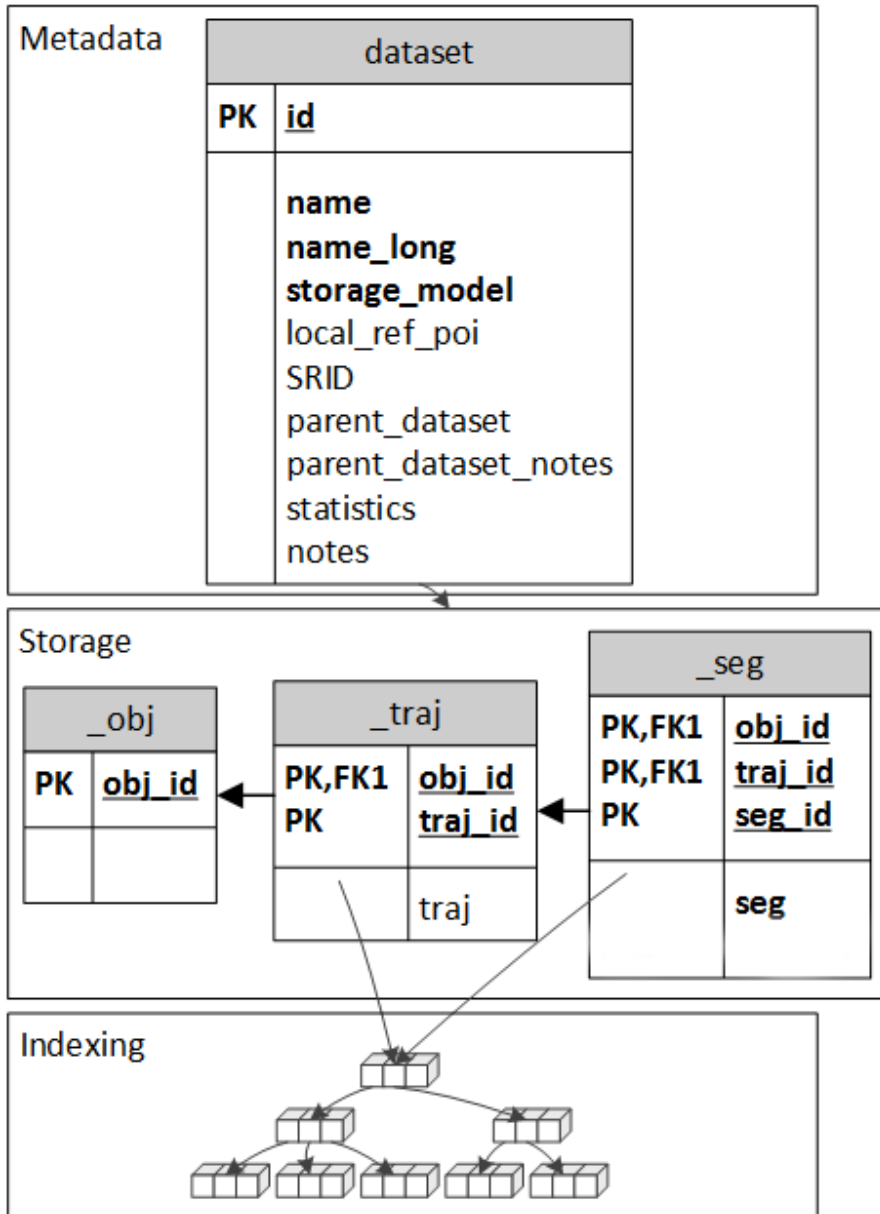 Metadata
dataset
PK id
name
name_long
storage_model
local_ref_poi
SRID
parent_dataset
parent_dataset_notes
statistics
notes
Storage
_obj
PK obj_id
_traj
PK,FK1 obj_id
PK traj_id
traj
_seg
PK,FK1 obj_id
PK,FK1 traj_id
PK seg_id
seg
Indexing